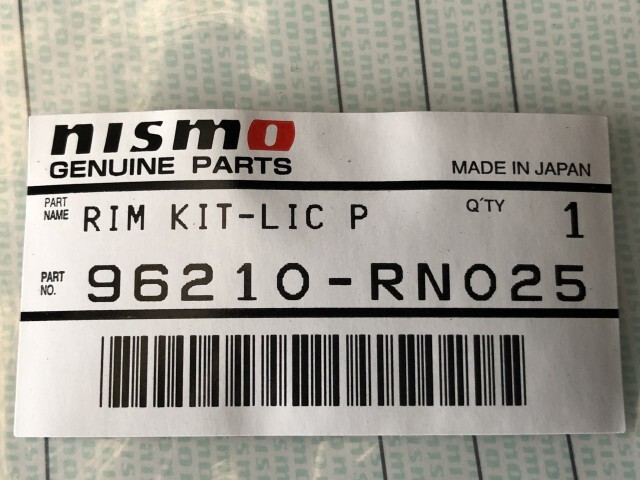 nismo
GENUINE PARTS
MADE IN JAPAN
PART NAME RIM KIT-LIC P Q'TY 1
PART NO. 96210-RN025